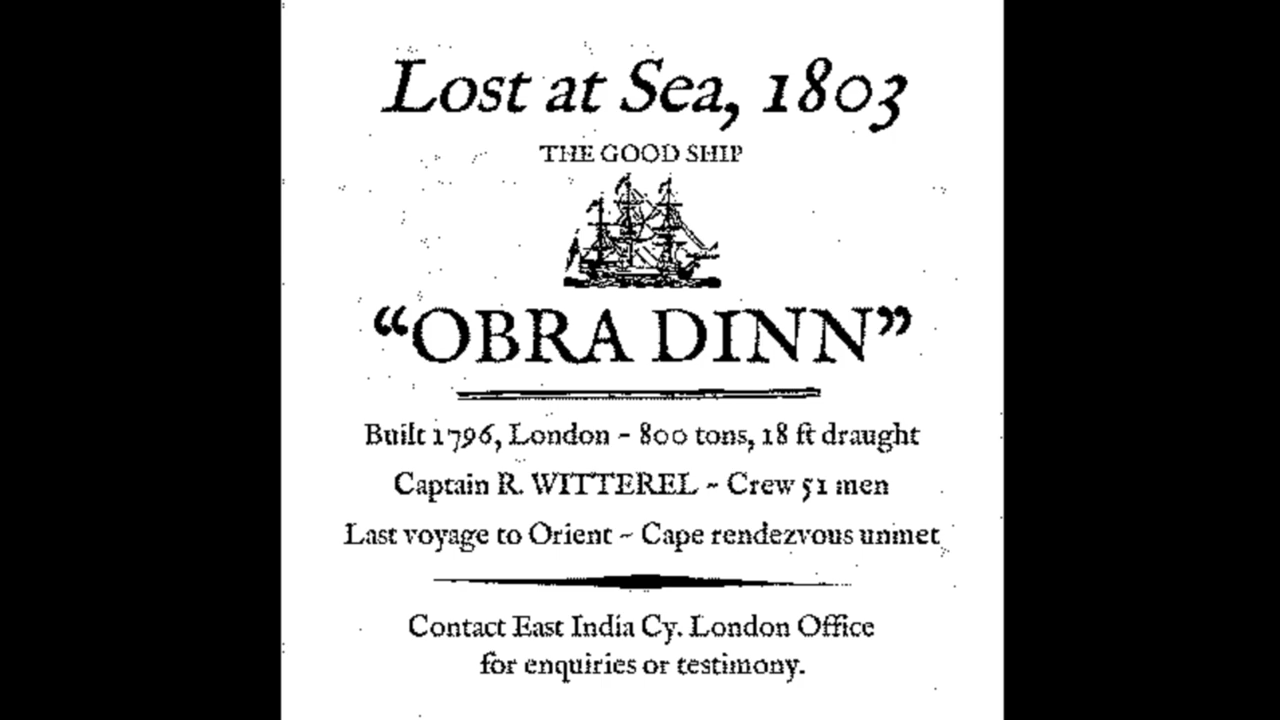 Lost at Sea, 1803
THE GOOD SHIP
“OBRA DINN”
Built 1796, London ~ 800 tons, 18 ft draught
Captain R. WITTEREL ~ Crew 51 men
Last voyage to Orient ~ Cape rendezvous unmet
Contact East India Cy. London Office
for enquiries or testimony.